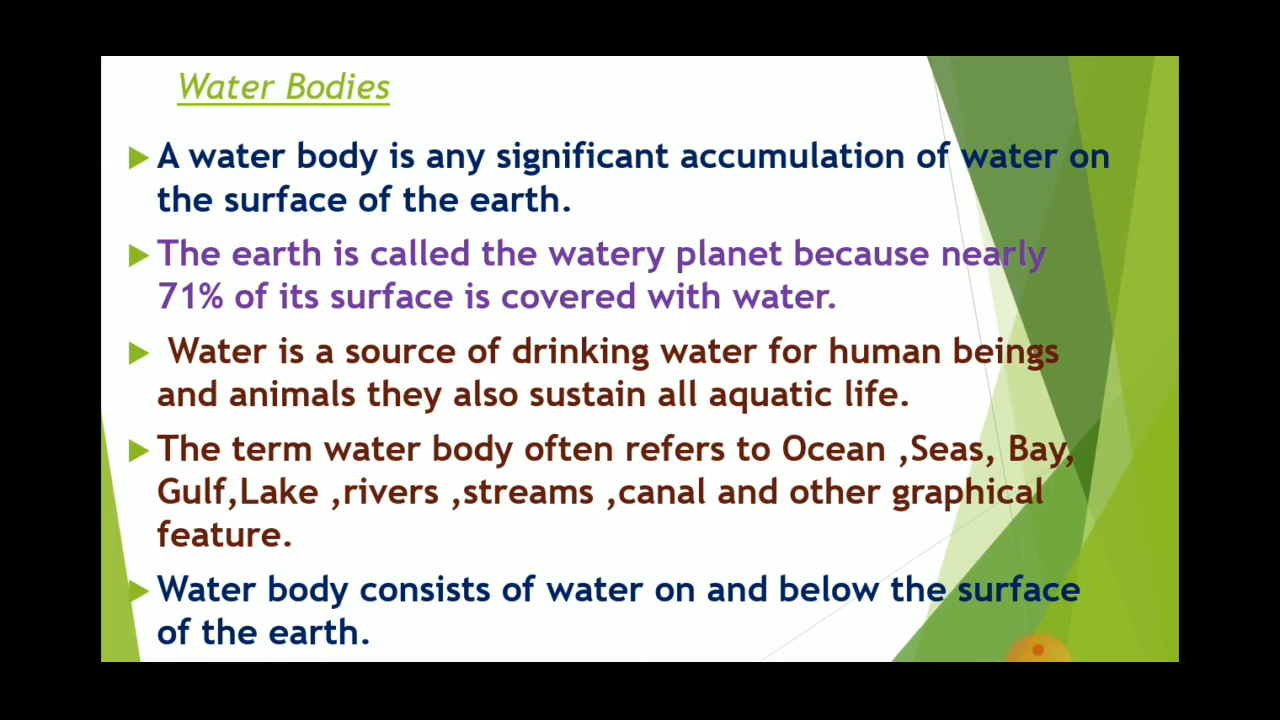 Water Bodies
A water body is any significant accumulation of water on
the surface of the earth.
The earth is called the watery planet because nearly
71% of its surface is covered with water.
Water is a source of drinking water for human beings
and animals they also sustain all aquatic life.
The term water body often refers to Ocean ,Seas, Bay,
Gulf,Lake ,rivers ,streams ,canal and other graphical
feature.
Water body consists of water on and below the surface
of the earth.